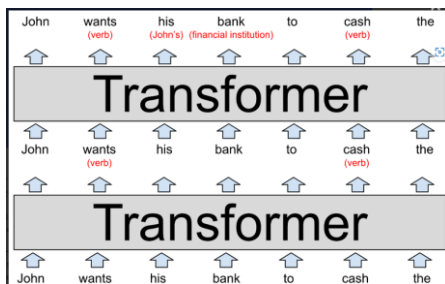 John wants his bank to cash the
(verb) (John's) (financial institution) (verb)
Transformer
John wants his bank to cash the
(verb) (verb)
Transformer
John wants his bank to cash the